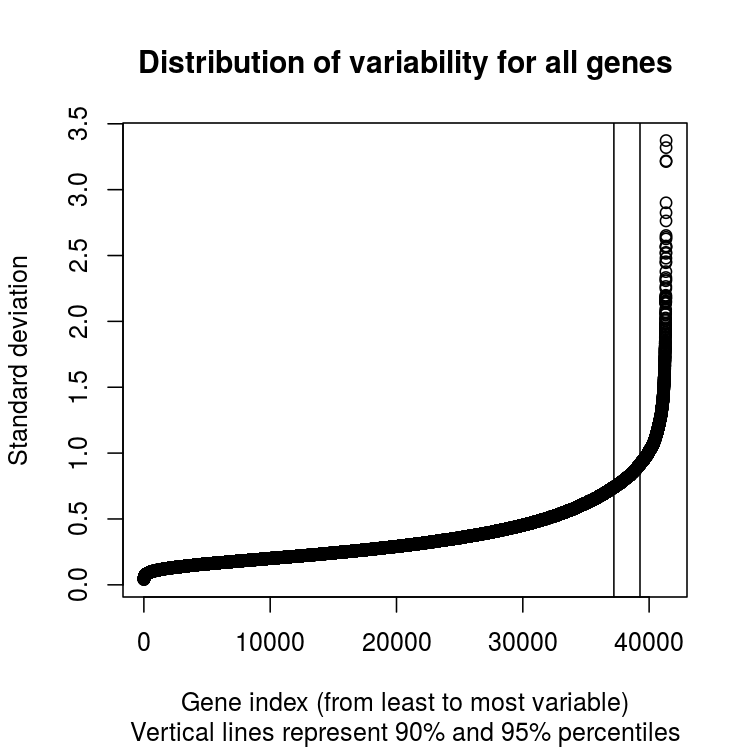 Distribution of variability for all genes
Standard deviation
3.5
3.0
2.5
2.0
1.5
1.0
0.5
0.0
0 10000 20000 30000 40000
Gene index (from least to most variable)
Vertical lines represent 90% and 95% percentiles